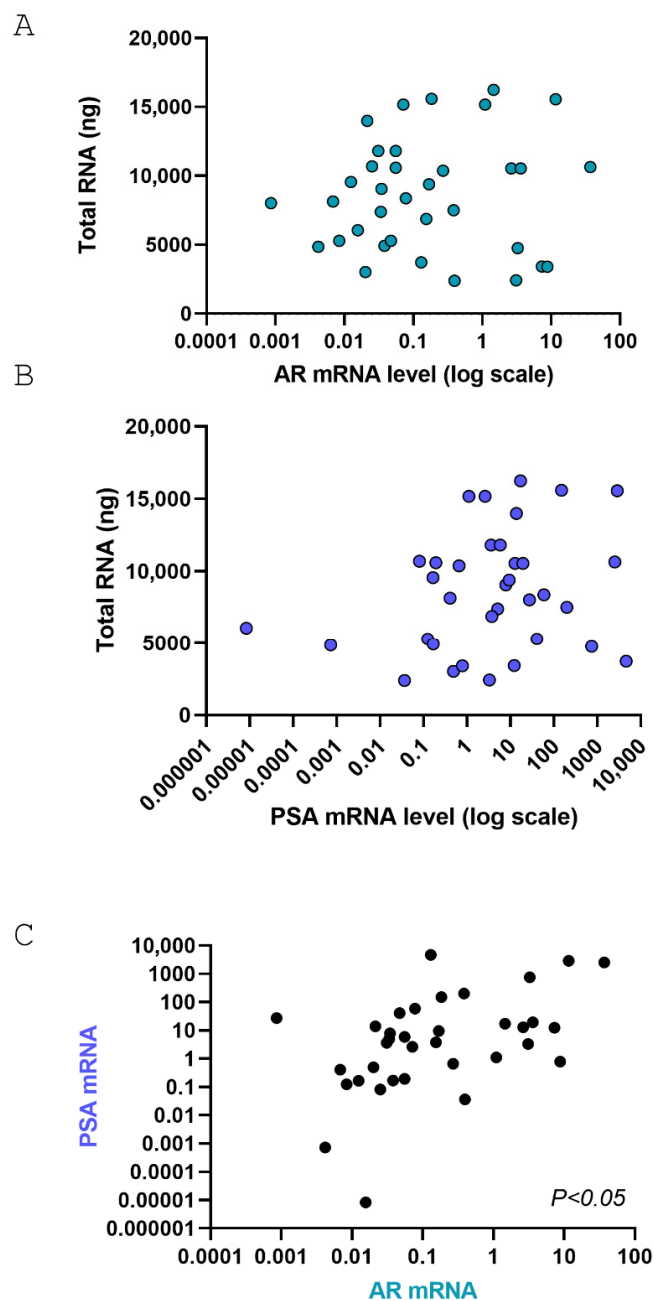 A
20,000
15,000
10,000
5000
0
Total RNA (ng)
0.0001 0.001 0.01 0.1 1 10 100
AR mRNA level (log scale)
B
20,000
15,000
10,000
5000
0
Total RNA (ng)
0.000001 0.00001 0.0001 0.001 0.01 0.1 1 10 100 1000 10,000
PSA mRNA level (log scale)
C
10,000
1000
100
10
1
0.1
0.01
0.001
0.0001
0.00001
0.000001
PSA mRNA
P<0.05
0.0001 0.001 0.01 0.1 1 10 100
AR mRNA